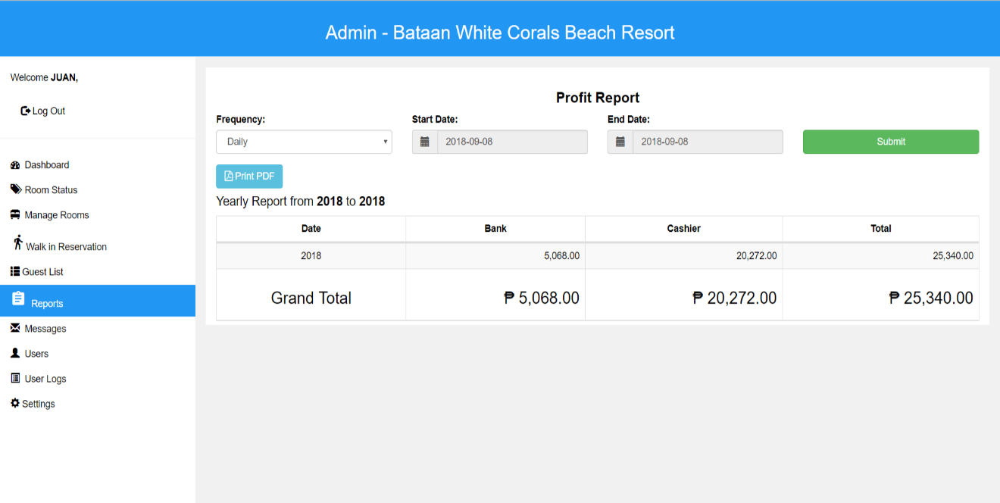 Admin - Bataan White Corals Beach Resort
Welcome JUAN,
Log Out
Dashboard
Room Status
Manage Rooms
Walk in Reservation
Guest List
Reports
Messages
Users
User Logs
Settings
Profit Report
Frequency: Start Date: End Date:
Daily 2018-09-08 2018-09-08 Submit
Print PDF
Yearly Report from 2018 to 2018
Date Bank Cashier Total
2018 5,068.00 20,272.00 25,340.00
Grand Total ₱ 5,068.00 ₱ 20,272.00 ₱ 25,340.00